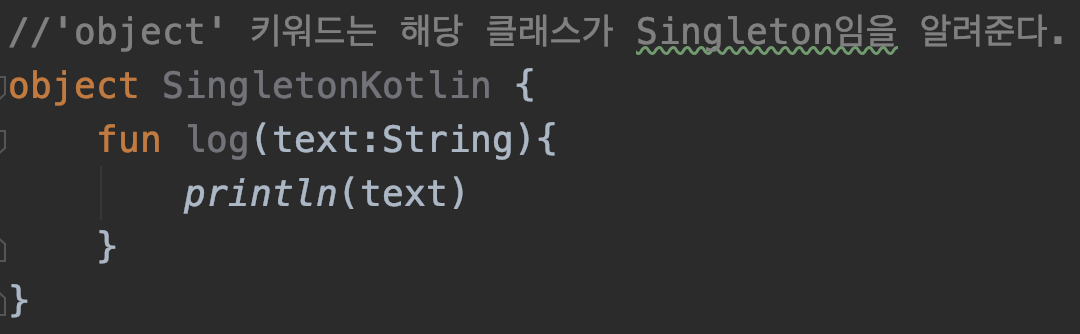 //'object' 키워드는 해당 클래스가 Singleton임을 알려준다.
object SingletonKotlin {
    fun log(text:String){
        println(text)
    }
}